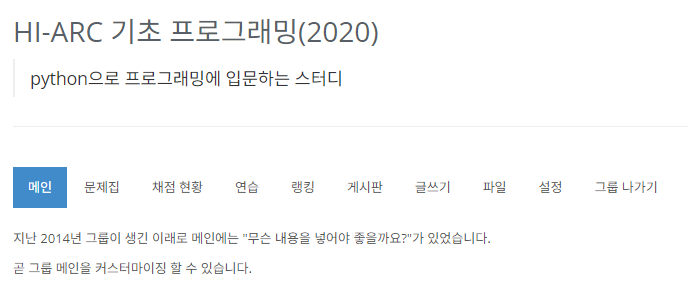 HI-ARC 기초 프로그래밍(2020)
python으로 프로그래밍에 입문하는 스터디
메인 문제집 채점 현황 연습 랭킹 게시판 글쓰기 파일 설정 그룹 나가기
지난 2014년 그룹이 생긴 이래로 메인에는 "무슨 내용을 넣어야 좋을까요?"가 있었습니다.
곧 그룹 메인을 커스터마이징 할 수 있습니다.